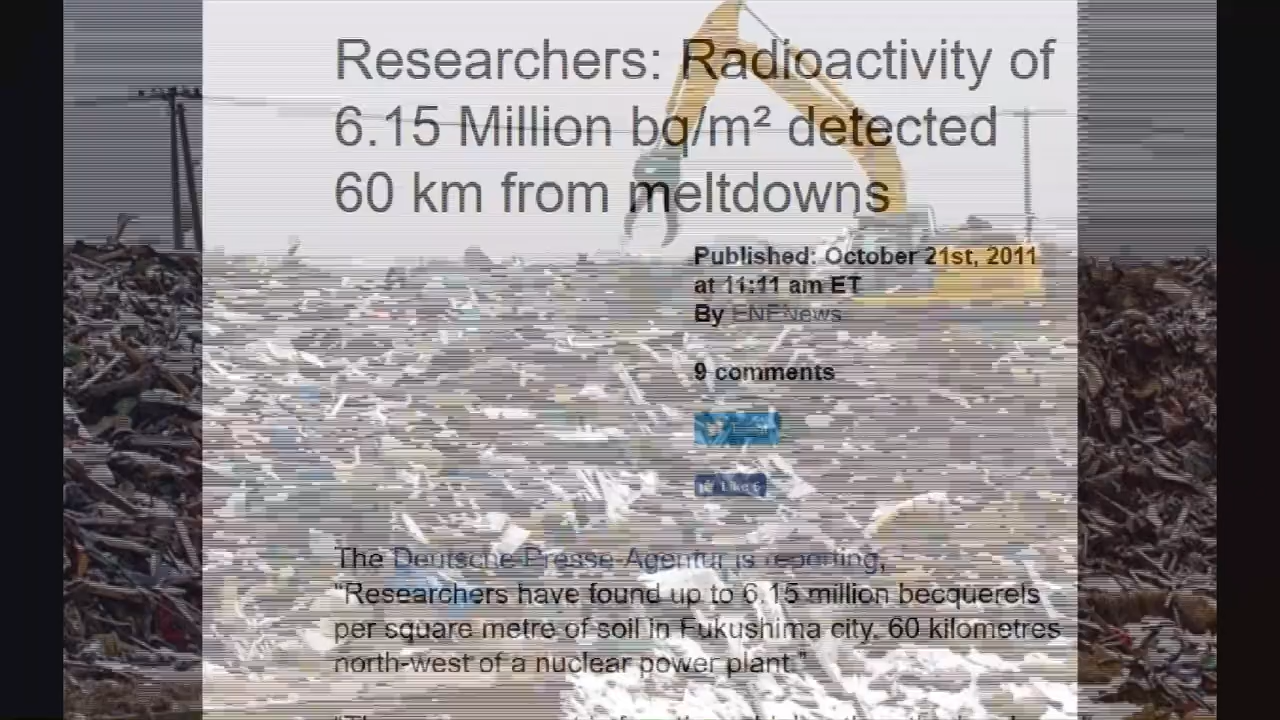 Researchers: Radioactivity of
6.15 Million bq/m² detected
60 km from meltdowns
Published: October 21st, 2011
at 11:11 am ET
By ENENews
9 comments
Like 6
The Deutsche Presse-Agentur is reporting,
“Researchers have found up to 6.15 million becquerels
per square metre of soil in Fukushima city, 60 kilometres
north-west of a nuclear power plant.”